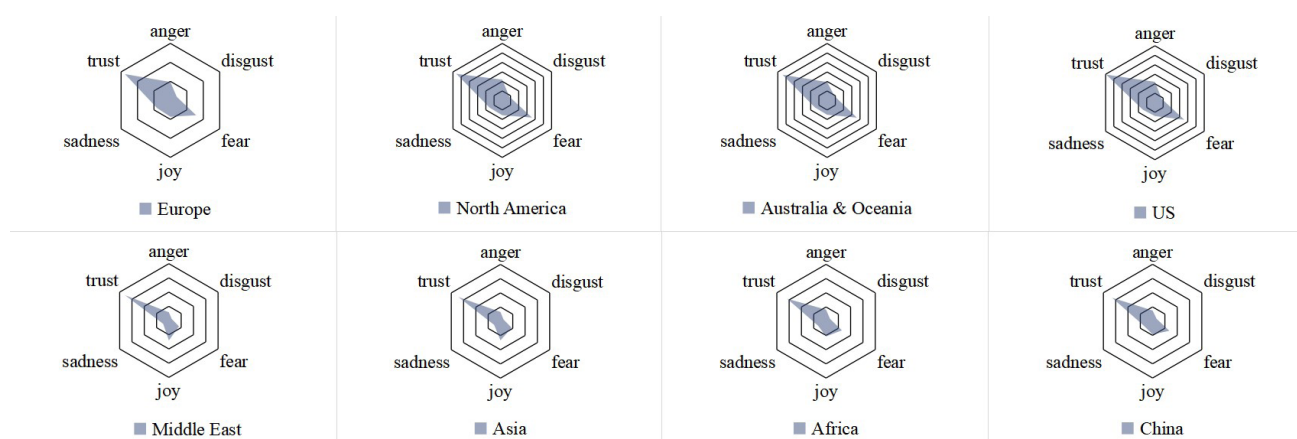 anger
trust
disgust
sadness
fear
joy
Europe
anger
trust
disgust
sadness
fear
joy
North America
anger
trust
disgust
sadness
fear
joy
Australia & Oceania
anger
trust
disgust
sadness
fear
joy
US
anger
trust
disgust
sadness
fear
joy
Middle East
anger
trust
disgust
sadness
fear
joy
Asia
anger
trust
disgust
sadness
fear
joy
Africa
anger
trust
disgust
sadness
fear
joy
China